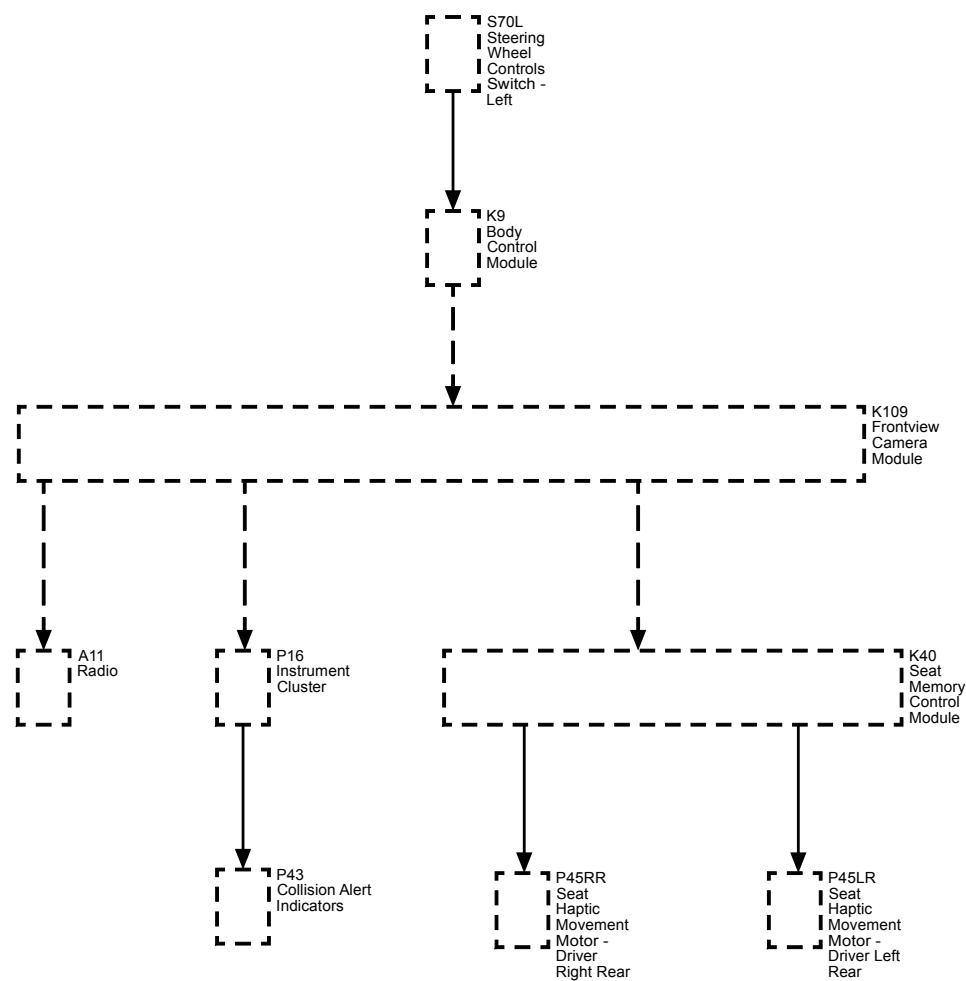 S70L
Steering
Wheel
Controls
Switch -
Left
K9
Body
Control
Module
K109
Frontview
Camera
Module
A11
Radio
P16
Instrument
Cluster
K40
Seat
Memory
Control
Module
P43
Collision Alert
Indicators
P45RR
Seat
Haptic
Movement
Motor -
Driver
Right Rear
P45LR
Seat
Haptic
Movement
Motor -
Driver Left
Rear